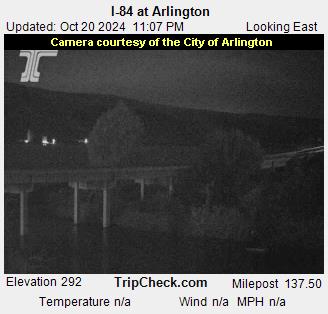 I-84 at Arlington
Updated: Oct 20 2024 11:07 PM Looking East
Camera courtesy of the City of Arlington
Elevation 292 TripCheck.com Milepost 137.50
Temperature n/a Wind n/a MPH n/a